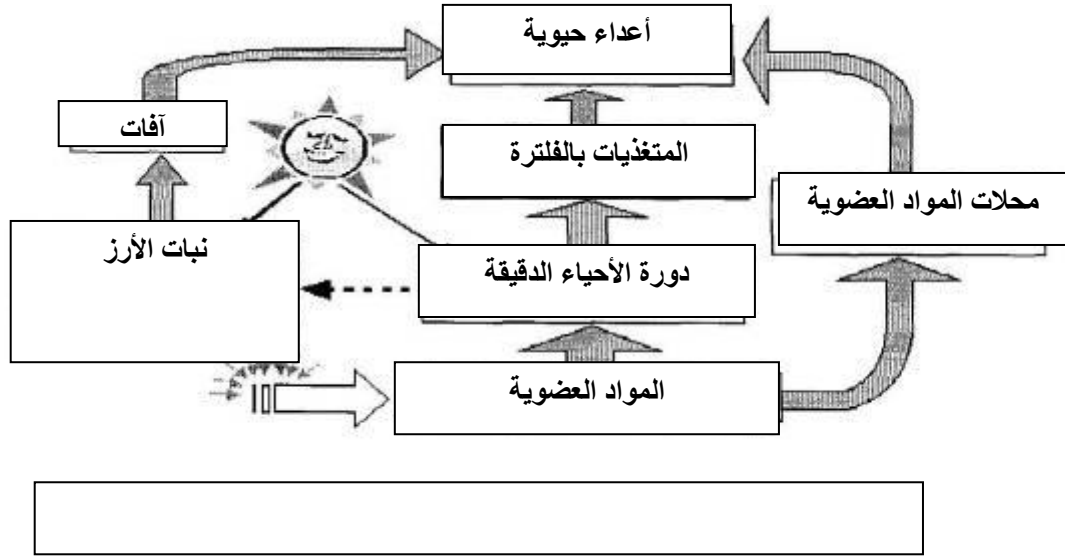 أعداء حيوية
آفات
المتغذيات بالفلترة
محلات المواد العضوية
نبات الأرز
دورة الأحياء الدقيقة
المواد العضوية